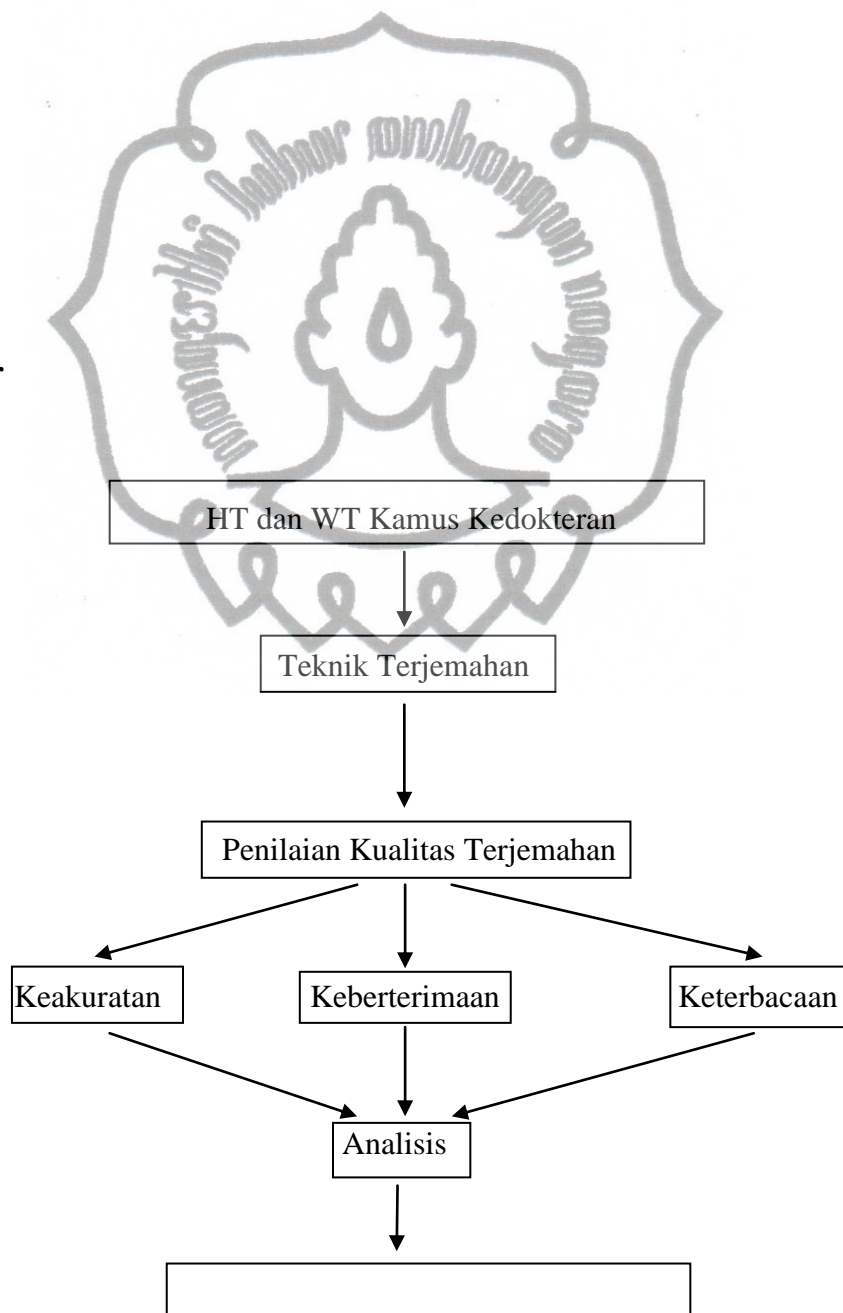 HT dan WT Kamus Kedokteran
Teknik Terjemahan
Penilaian Kualitas Terjemahan
Keakuratan
Keberterimaan
Keterbacaan
Analisis